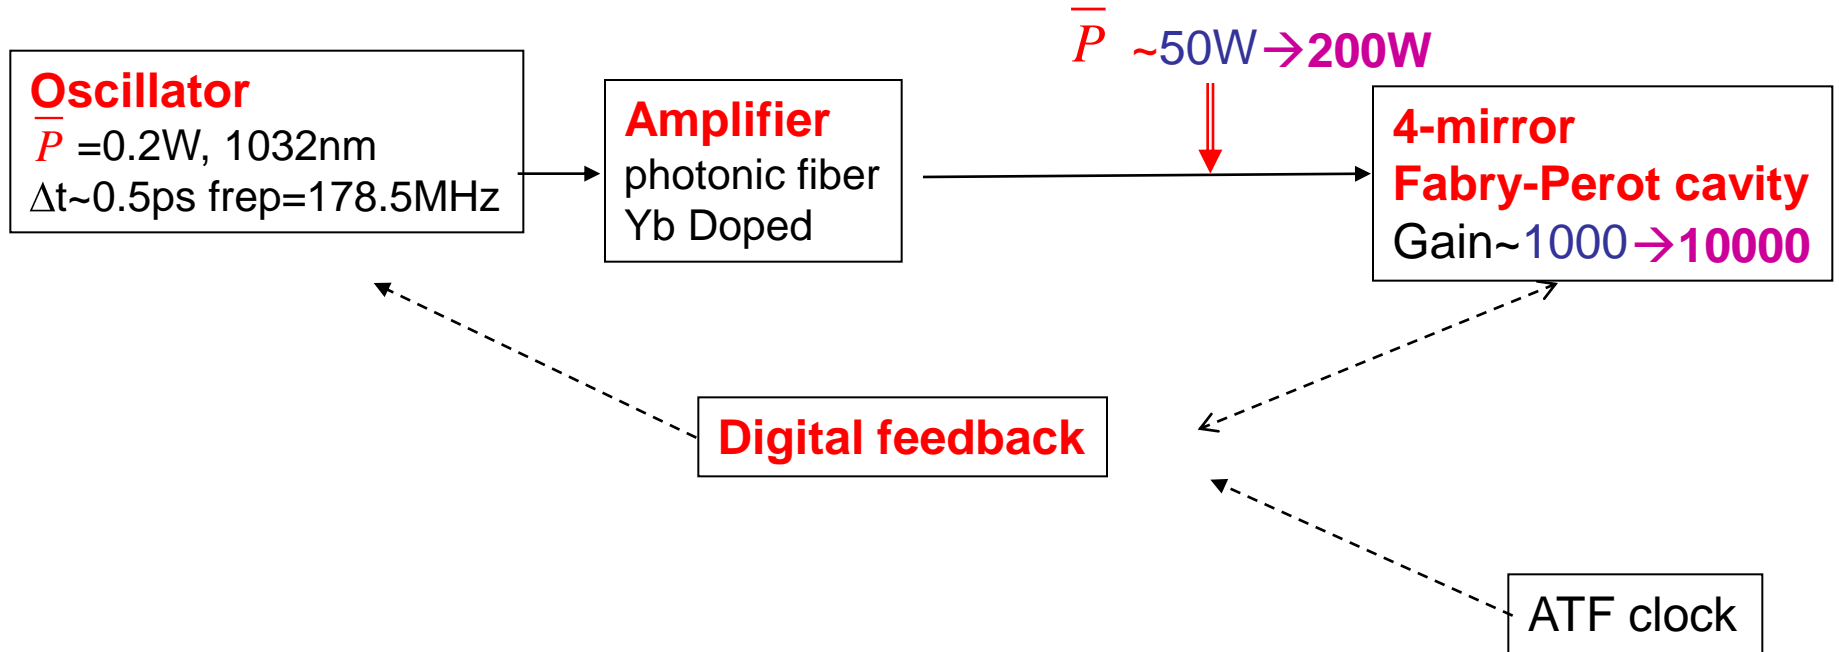 P̅ ~50W→200W
Oscillator
P̅ =0.2W, 1032nm
Δt~0.5ps frep=178.5MHz
Amplifier
photonic fiber
Yb Doped
4-mirror
Fabry-Perot cavity
Gain~1000→10000
Digital feedback
ATF clock